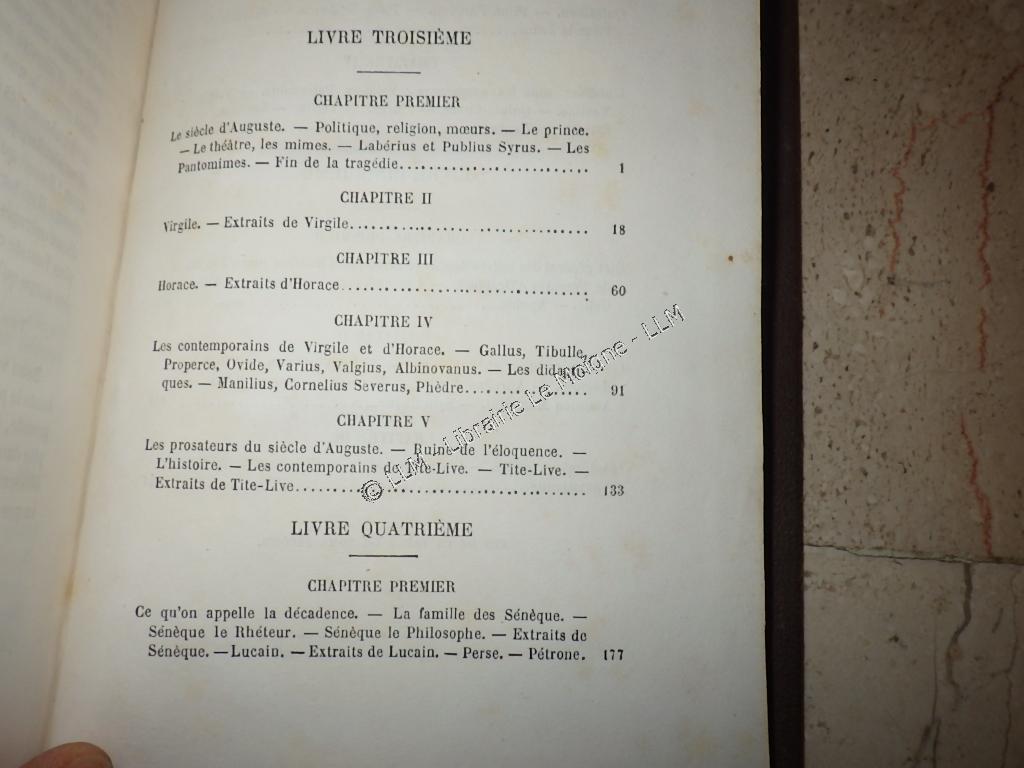 LIVRE TROISIÈME
CHAPITRE PREMIER
Le siècle d'Auguste. — Politique, religion, mœurs. — Le prince.
— Le théâtre, les mimes. — Labérius et Publius Syrus. — Les
Pantomimes. — Fin de la tragédie.......................... 1
CHAPITRE II
Virgile. — Extraits de Virgile................ ............... 18
CHAPITRE III
Horace. — Extraits d'Horace.................................. 60
CHAPITRE IV
Les contemporains de Virgile et d'Horace. — Gallus, Tibulle,
Properce, Ovide, Varius, Valgius, Albinovanus. — Les didacti-
ques. — Manilius, Cornelius Severus, Phèdre................. 91
CHAPITRE V
Les prosateurs du siècle d'Auguste. — Ruine de l'éloquence. —
L'histoire. — Les contemporains de Tite-Live. — Tite-Live. —
Extraits de Tite-Live........................................ 133
LIVRE QUATRIÈME
CHAPITRE PREMIER
Ce qu'on appelle la décadence. — La famille des Sénèque. —
Sénèque le Rhéteur. — Sénèque le Philosophe. — Extraits de
Sénèque. — Lucain. — Extraits de Lucain. — Perse. — Pétrone. 177
© LLM - Librairie Le Moigne - LLM